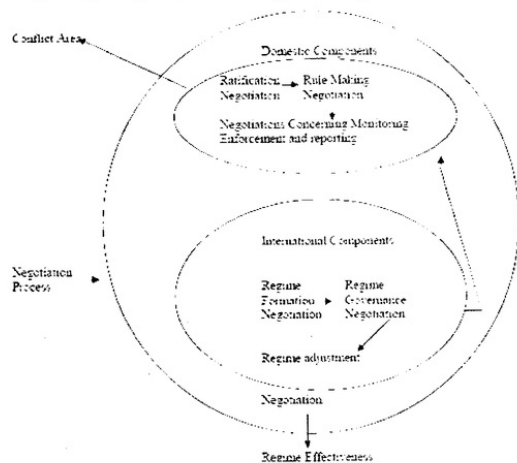 Conflict Area
Domestic Components
Ratification Rule Making
Negotiation Negotiation
Negotiations Concerning Monitoring
Enforcement and reporting
International Components
Negotiation
Process
Regime Regime
Formation Governance
Negotiation Negotiation
Regime adjustment
Negotiation
Regime Effectiveness